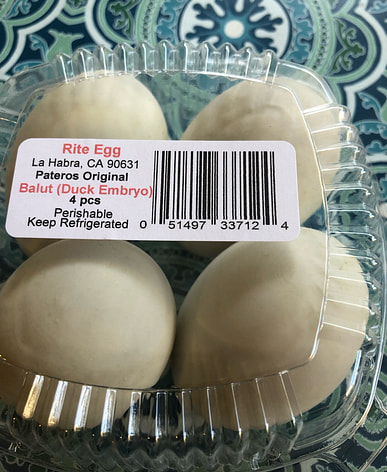 Rite Egg
La Habra, CA 90631
Pateros Original
Balut (Duck Embryo)
4 pcs
Perishable
Keep Refrigerated
0 51497 33712 4